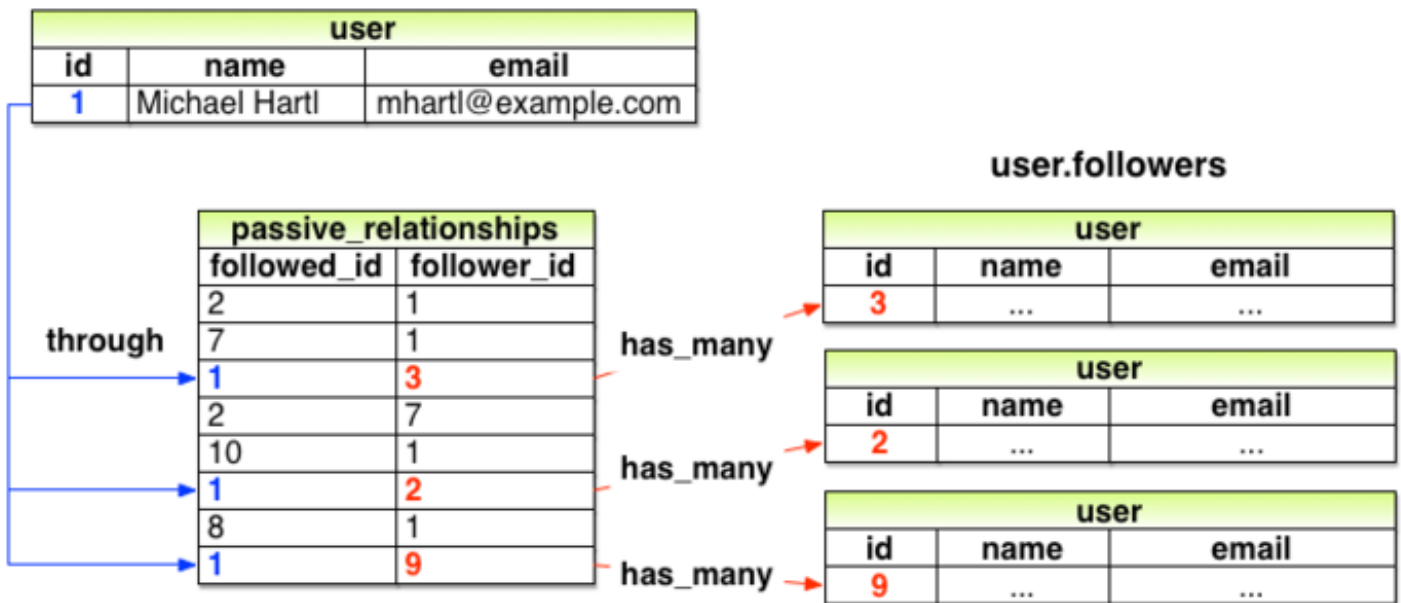 user
id name email
1 Michael Hartl mhartl@example.com
user.followers
passive_relationships
followed_id follower_id
2 1
7 1
1 3
2 7
10 1
1 2
8 1
1 9
through
has_many
has_many
has_many
user
id name email
3 ... ...
user
id name email
2 ... ...
user
id name email
9 ... ...